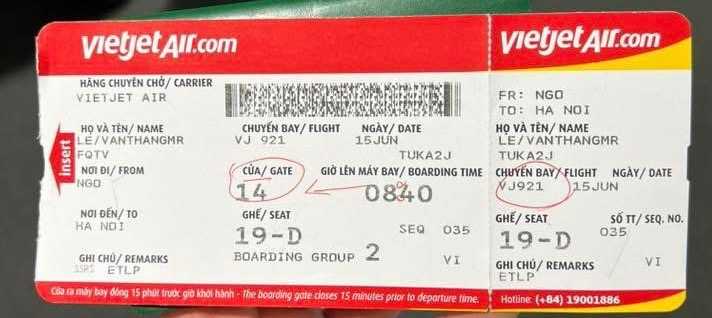 vietjetAir.com
HÃNG CHUYÊN CHỞ/ CARRIER
VIETJET AIR
HỌ VÀ TÊN/ NAME CHUYẾN BAY/ FLIGHT NGÀY/ DATE
LE/VANTHANGMR VJ 921 15JUN
FQTV TUKA2J
NƠI ĐI/ FROM CỬA/ GATE GIỜ LÊN MÁY BAY/ BOARDING TIME
NGO 14 0840
NƠI ĐẾN/ TO GHẾ/ SEAT
HA NOI 19-D SEQ 035
GHI CHÚ/ REMARKS BOARDING GROUP 2 VI
SSRS ETLP
Cửa ra máy bay đóng 15 phút trước giờ khởi hành - The boarding gate closes 15 minutes prior to departure time.
Insert
vietjetAir.com
FR: NGO
TO: HA NOI
HỌ VÀ TÊN/ NAME
LE/VANTHANGMR
TUKA2J
CHUYẾN BAY/ FLIGHT NGÀY/ DATE
VJ921 15JUN
GHẾ/ SEAT SỐ TT/ SEQ. NO.
19-D 035
GHI CHÚ/ REMARKS VI
ETLP
Hotline: (+84) 19001886